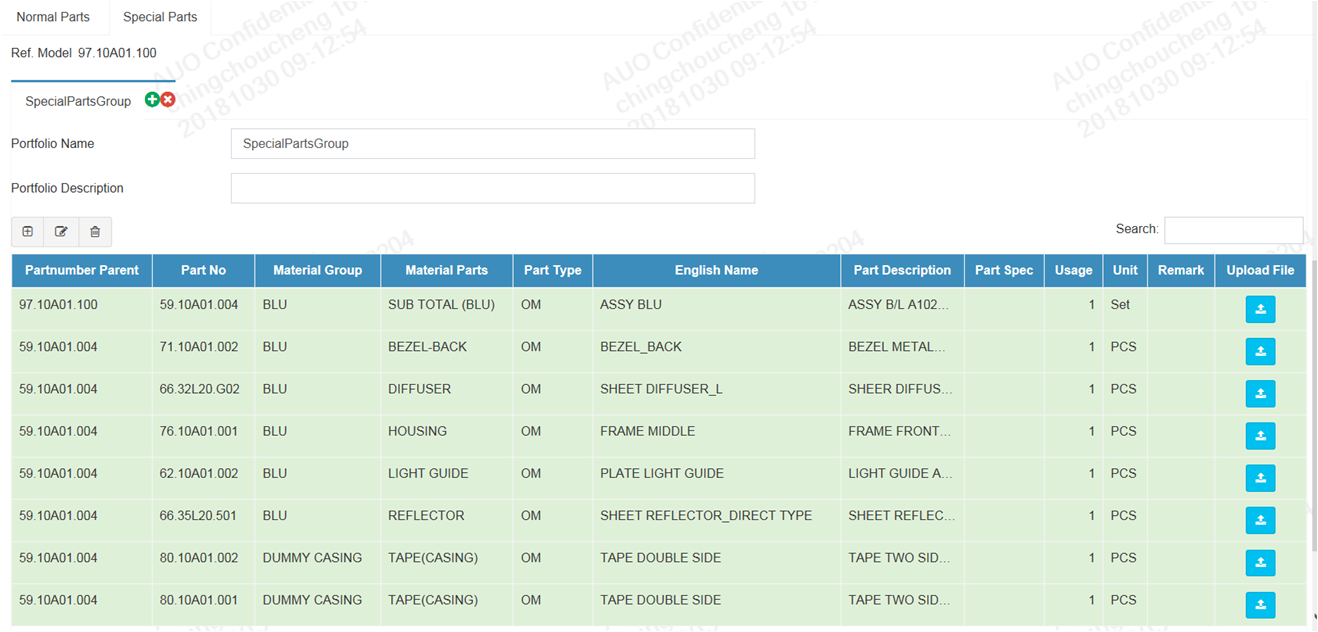 Normal Parts Special Parts
Ref. Model 97.10A01.100
SpecialPartsGroup
Portfolio Name SpecialPartsGroup
Portfolio Description
Search:
Partnumber Parent Part No Material Group Material Parts Part Type English Name Part Description Part Spec Usage Unit Remark Upload File
97.10A01.100 59.10A01.004 BLU SUB TOTAL (BLU) OM ASSY BLU ASSY B/L A102... 1 Set
59.10A01.004 71.10A01.002 BLU BEZEL-BACK OM BEZEL_BACK BEZEL METAL... 1 PCS
59.10A01.004 66.32L20.G02 BLU DIFFUSER OM SHEET DIFFUSER_L SHEER DIFFUS... 1 PCS
59.10A01.004 76.10A01.001 BLU HOUSING OM FRAME MIDDLE FRAME FRONT... 1 PCS
59.10A01.004 62.10A01.002 BLU LIGHT GUIDE OM PLATE LIGHT GUIDE LIGHT GUIDE A... 1 PCS
59.10A01.004 66.35L20.501 BLU REFLECTOR OM SHEET REFLECTOR_DIRECT TYPE SHEET REFLEC... 1 PCS
59.10A01.004 80.10A01.002 DUMMY CASING TAPE(CASING) OM TAPE DOUBLE SIDE TAPE TWO SID... 1 PCS
59.10A01.004 80.10A01.001 DUMMY CASING TAPE(CASING) OM TAPE DOUBLE SIDE TAPE TWO SID... 1 PCS
AUO Confidential
chingchoucheng
20181030 09:12:54
AUO Confidential
chingchoucheng
20181030 09:12:54
AUO Confidential
chingchoucheng
20181030 09:12:54